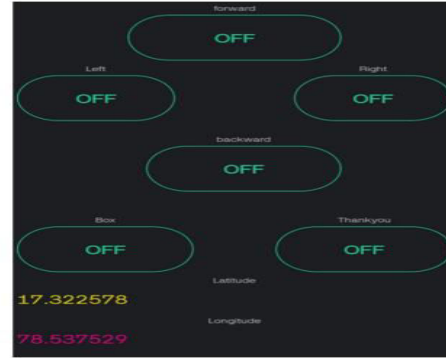 forward
OFF
Left Right
OFF OFF
backward
OFF
Box Thankyou
OFF OFF
Latitude
17.322578
Longitude
78.537529